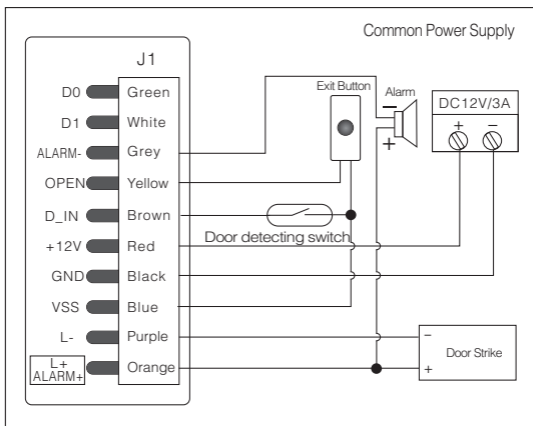 Common Power Supply
J1
D0 Green
D1 White
ALARM- Grey
OPEN Yellow
D_IN Brown
+12V Red
GND Black
VSS Blue
L- Purple
L+
ALARM+
Orange
Exit Button
Alarm
−
+
DC12V/3A
+ −
Door detecting switch
−
Door Strike
+